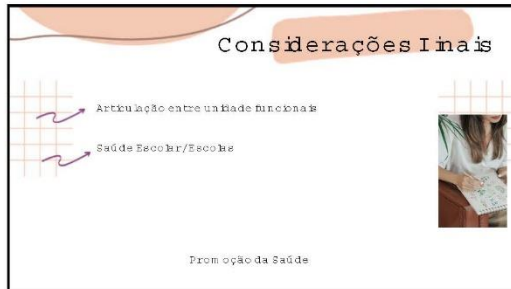 Considerações Iinais
Articulação entre unidade funcionais
Saúde Escolar/Escolas
Promoção da Saúde